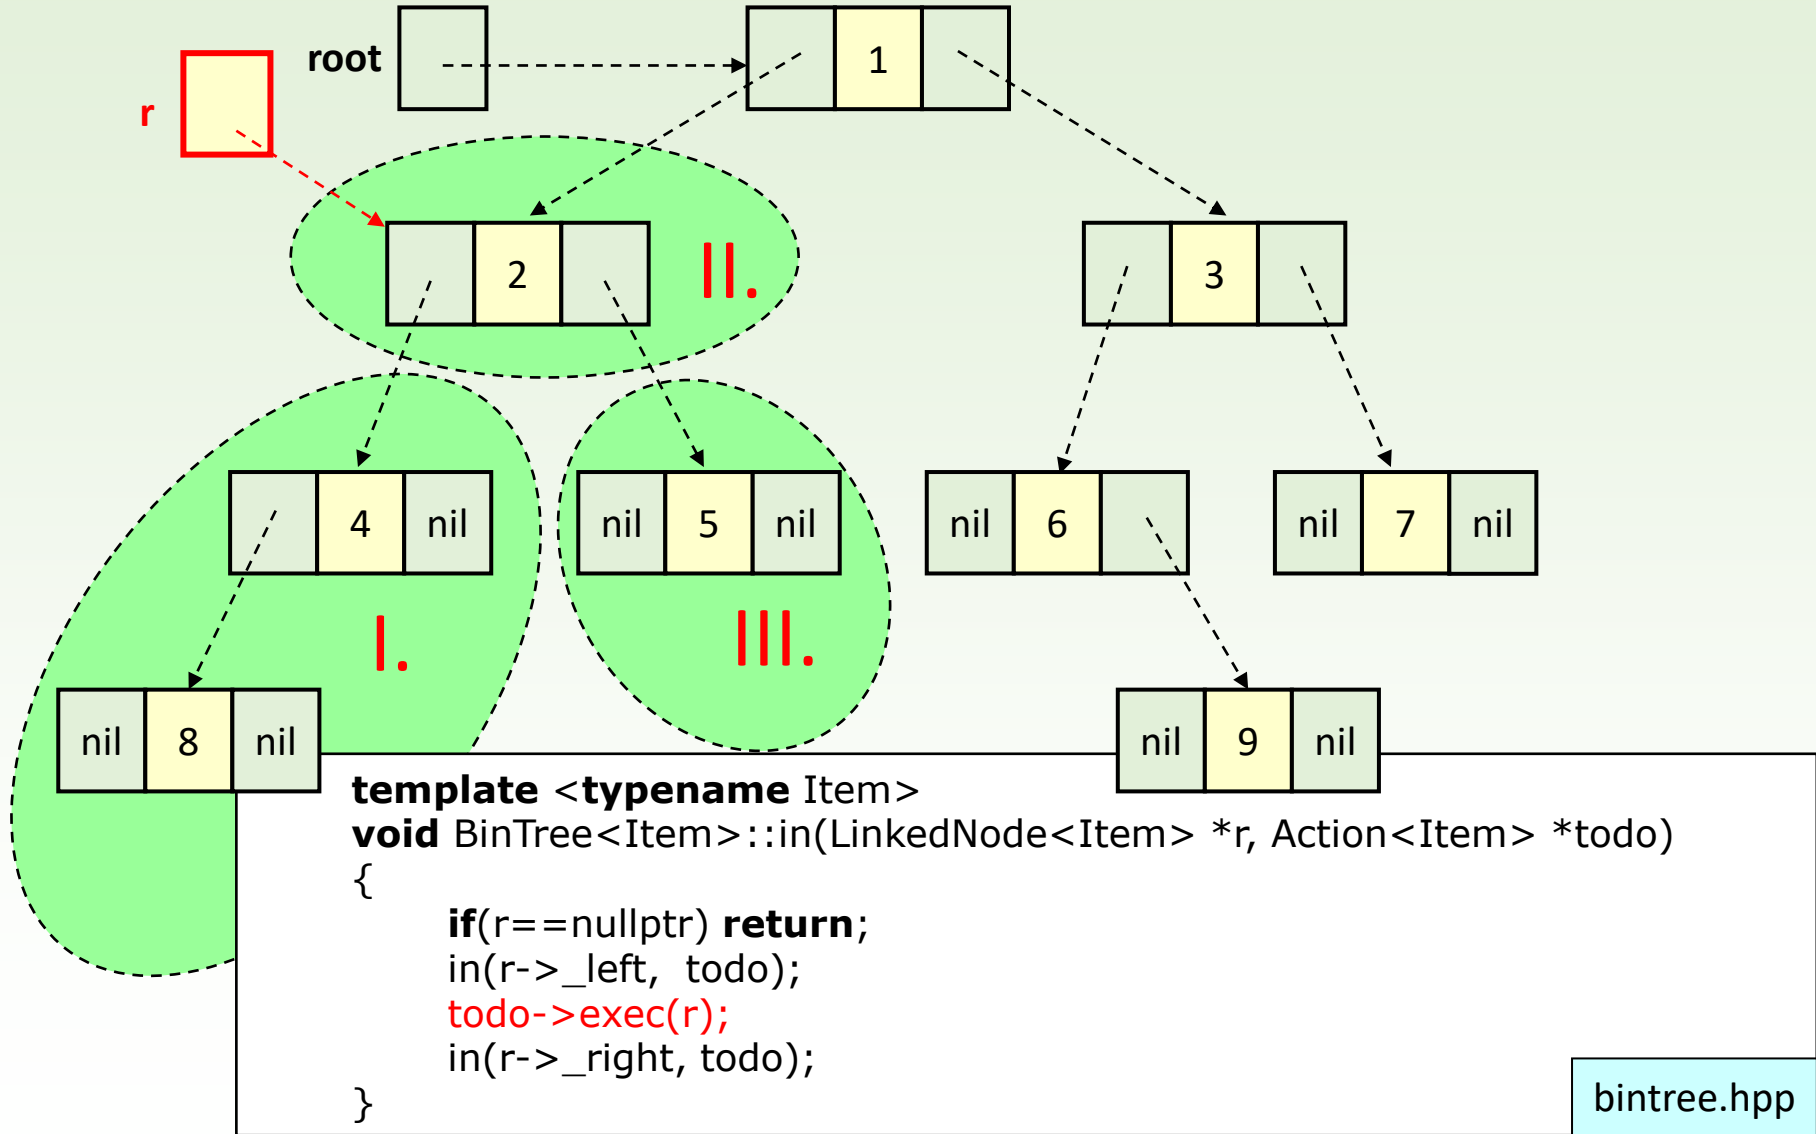 root
1
r
2
II.
3
4 nil
nil 5 nil
nil 6
nil 7 nil
I.
III.
nil 8 nil
nil 9 nil
template <typename Item>
void BinTree<Item>::in(LinkedNode<Item> *r, Action<Item> *todo)
{
if(r==nullptr) return;
in(r->_left, todo);
todo->exec(r);
in(r->_right, todo);
}
bintree.hpp